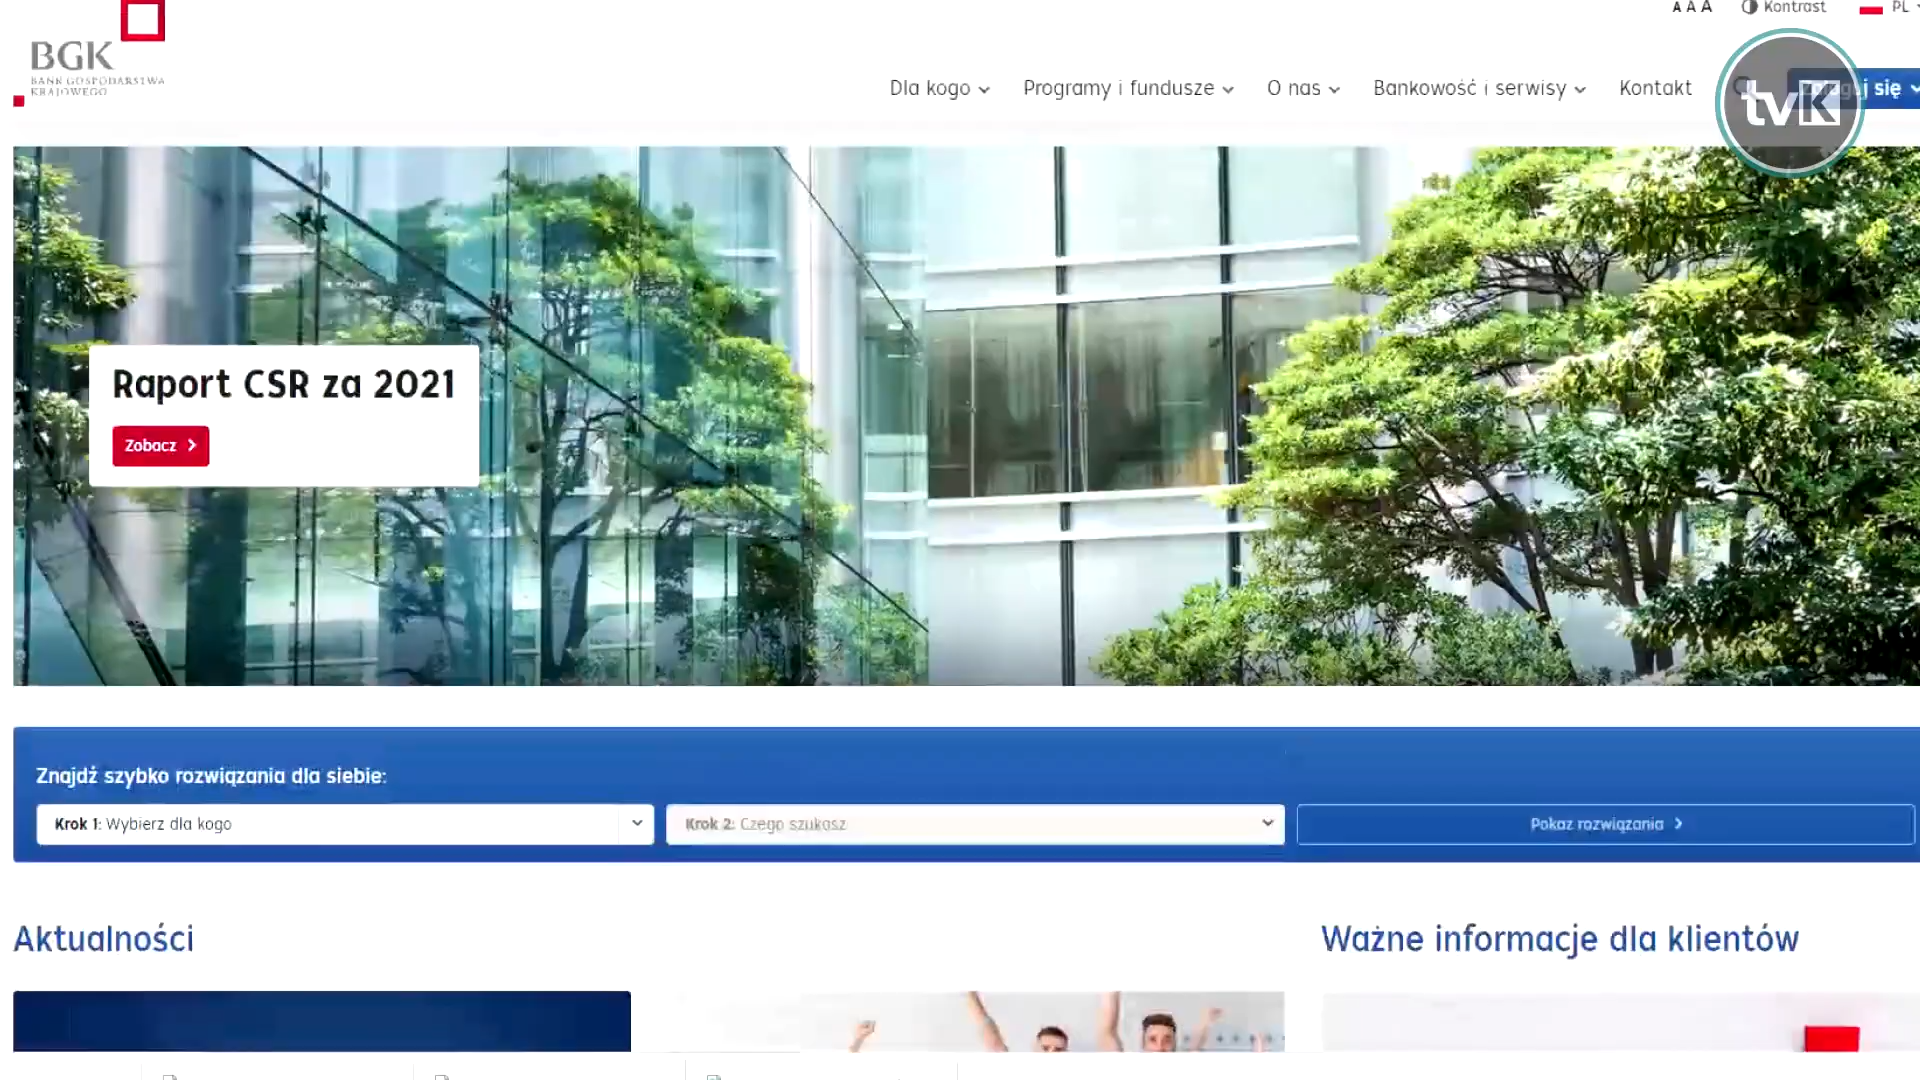 A A A Kontrast PL
BGK
BANK GOSPODARSTWA
KRAJOWEGO
Dla kogo Programy i fundusze O nas Bankowość i serwisy Kontakt
się
tvK
Raport CSR za 2021
Zobacz
Znajdź szybko rozwiązania dla siebie:
Krok 1: Wybierz dla kogo Krok 2: Czego szukasz Pokaz rozwiązania
Aktualności
Ważne informacje dla klientów